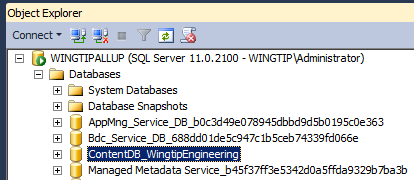 Object Explorer
Connect
WINGTIPALLUP (SQL Server 11.0.2100 - WINGTIP\Administrator)
Databases
System Databases
Database Snapshots
AppMng_Service_DB_b0c3d49e078945dbbd9d5b0195c0e363
Bdc_Service_DB_688dd01de5c947c1b5ceb74339fd066e
ContentDB_WingtipEngineering
Managed Metadata Service_b45f37ff3e5342d0a5ffda9329b7ba3b